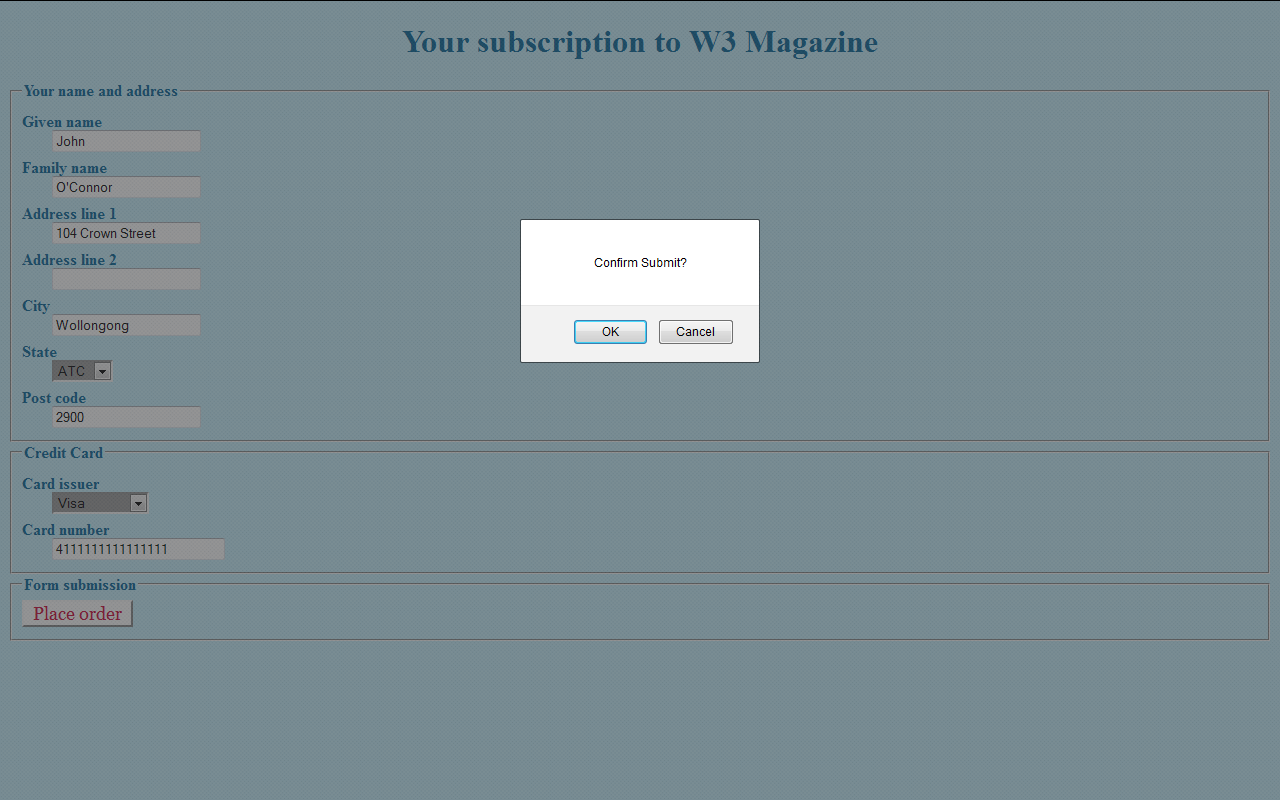 Your subscription to W3 Magazine
Your name and address
Given name
John
Family name
O'Connor
Address line 1
104 Crown Street
Address line 2
City
Wollongong
State
ATC
Post code
2900
Confirm Submit?
OK Cancel
Credit Card
Card issuer
Visa
Card number
4111111111111111
Form submission
Place order